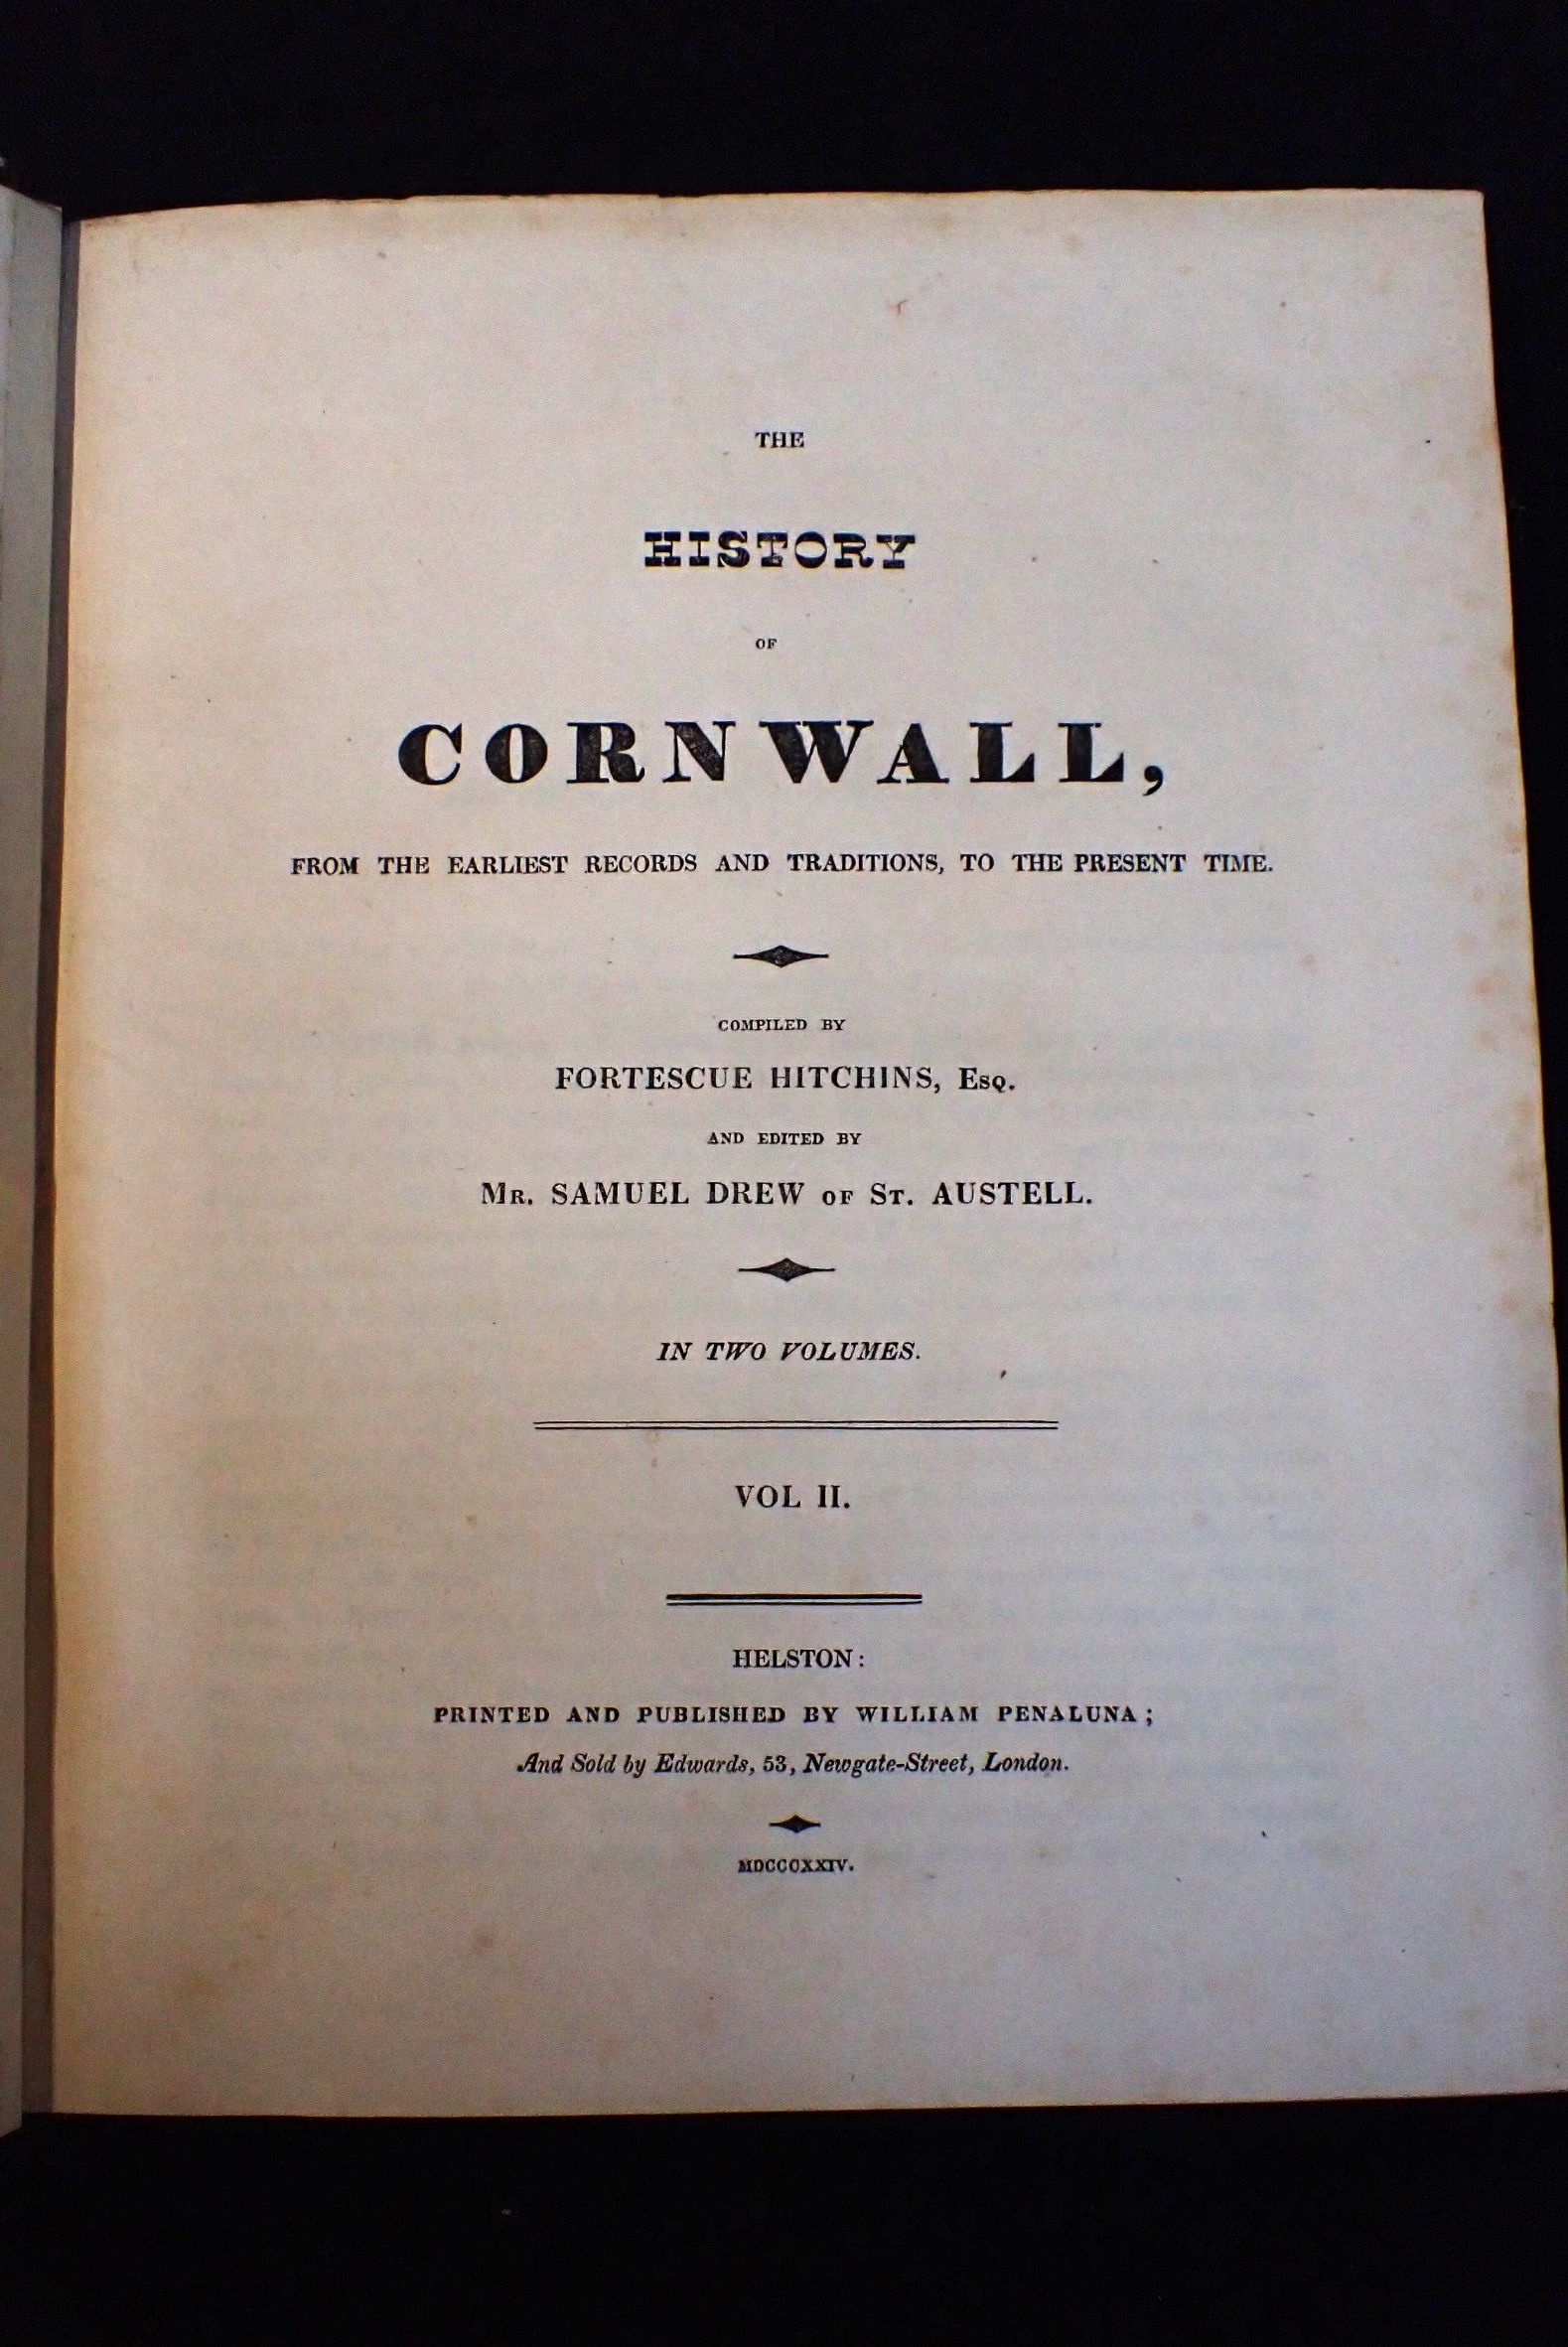 THE
HISTORY
OF
CORNWALL,
FROM THE EARLIEST RECORDS AND TRADITIONS, TO THE PRESENT TIME.
COMPILED BY
FORTESCUE HITCHINS, Esq.
AND EDITED BY
Mr. SAMUEL DREW of St. AUSTELL.
IN TWO VOLUMES.
VOL II.
HELSTON:
PRINTED AND PUBLISHED BY WILLIAM PENALUNA;
And Sold by Edwards, 53, Newgate-Street, London.
MDCCCXXIV.